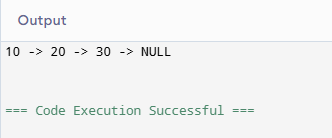 Output
10 -> 20 -> 30 -> NULL
=== Code Execution Successful ===